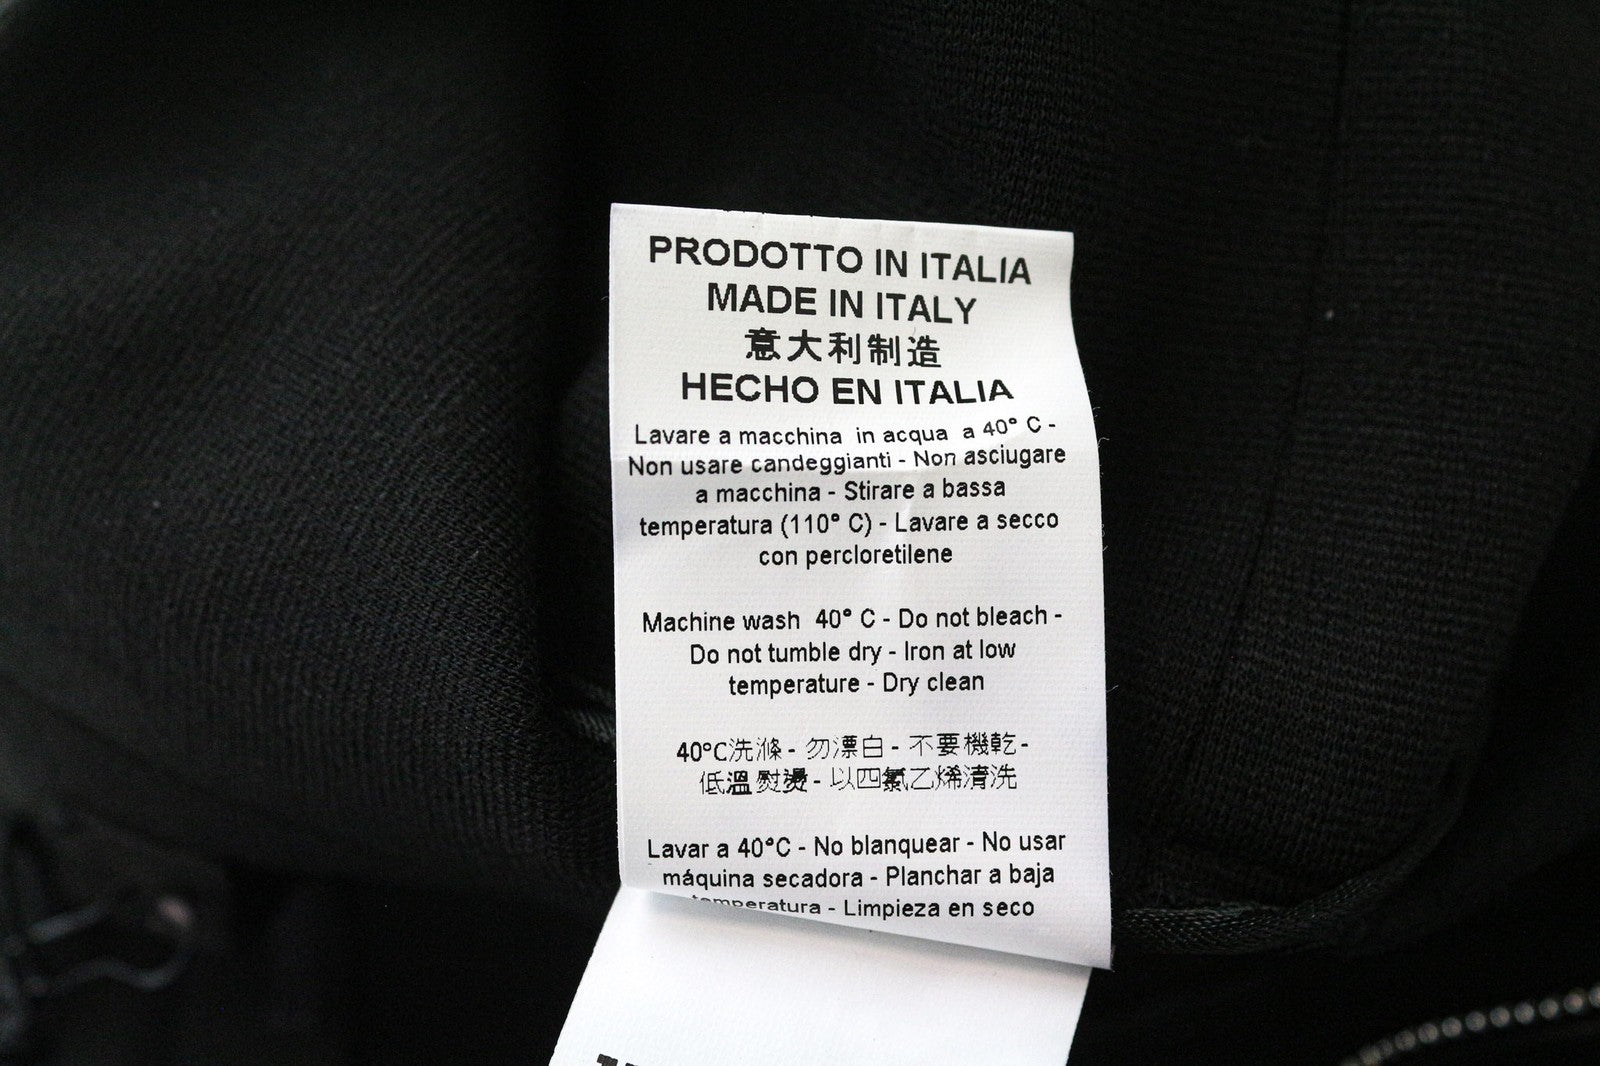 PRODOTTO IN ITALIA
MADE IN ITALY
意大利制造
HECHO EN ITALIA
Lavare a macchina in acqua a 40° C -
Non usare candeggianti - Non asciugare
a macchina - Stirare a bassa
temperatura (110° C) - Lavare a secco
con percloretilene
Machine wash 40° C - Do not bleach -
Do not tumble dry - Iron at low
temperature - Dry clean
40°C洗滌 - 勿漂白 - 不要機乾 -
低溫熨燙 - 以四氯乙烯清洗
Lavar a 40°C - No blanquear - No usar
máquina secadora - Planchar a baja
temperatura - Limpieza en seco